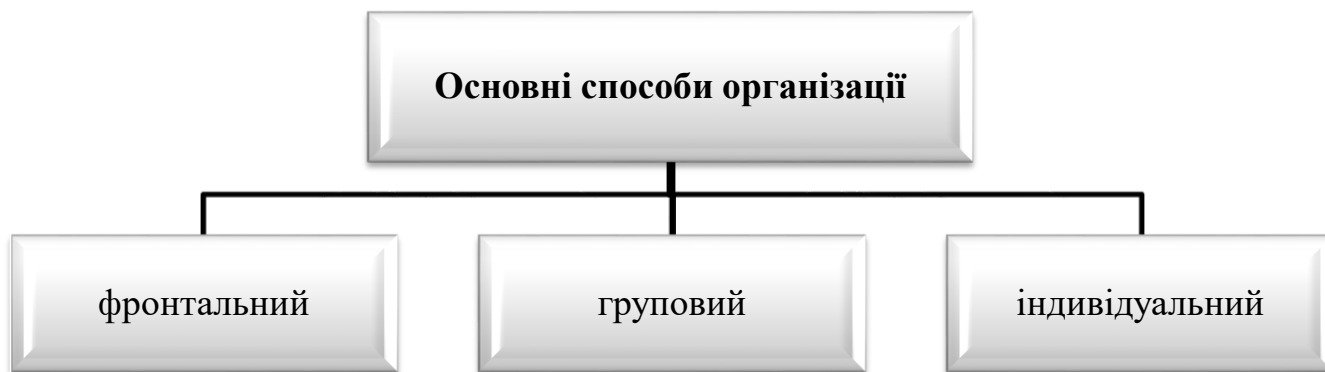 Основні способи організації
фронтальний
груповий
індивідуальний